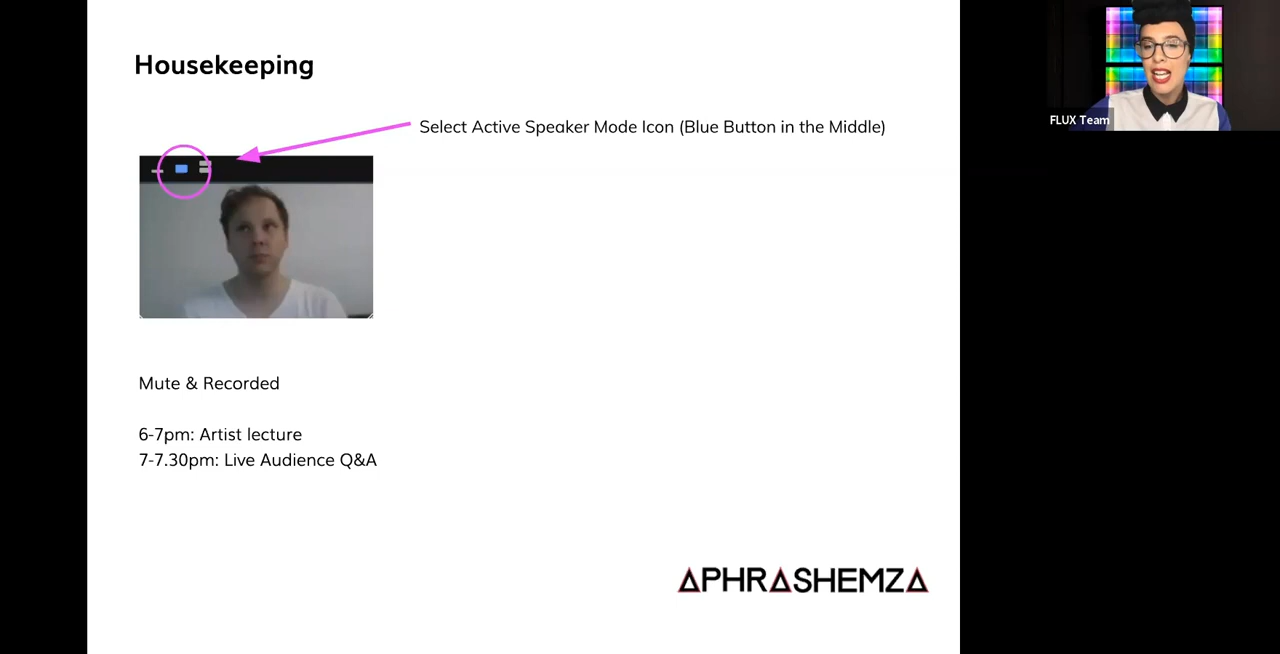 Housekeeping
Select Active Speaker Mode Icon (Blue Button in the Middle)
Mute & Recorded
6-7pm: Artist lecture
7-7.30pm: Live Audience Q&A
APHRASHEMZA
FLUX Team